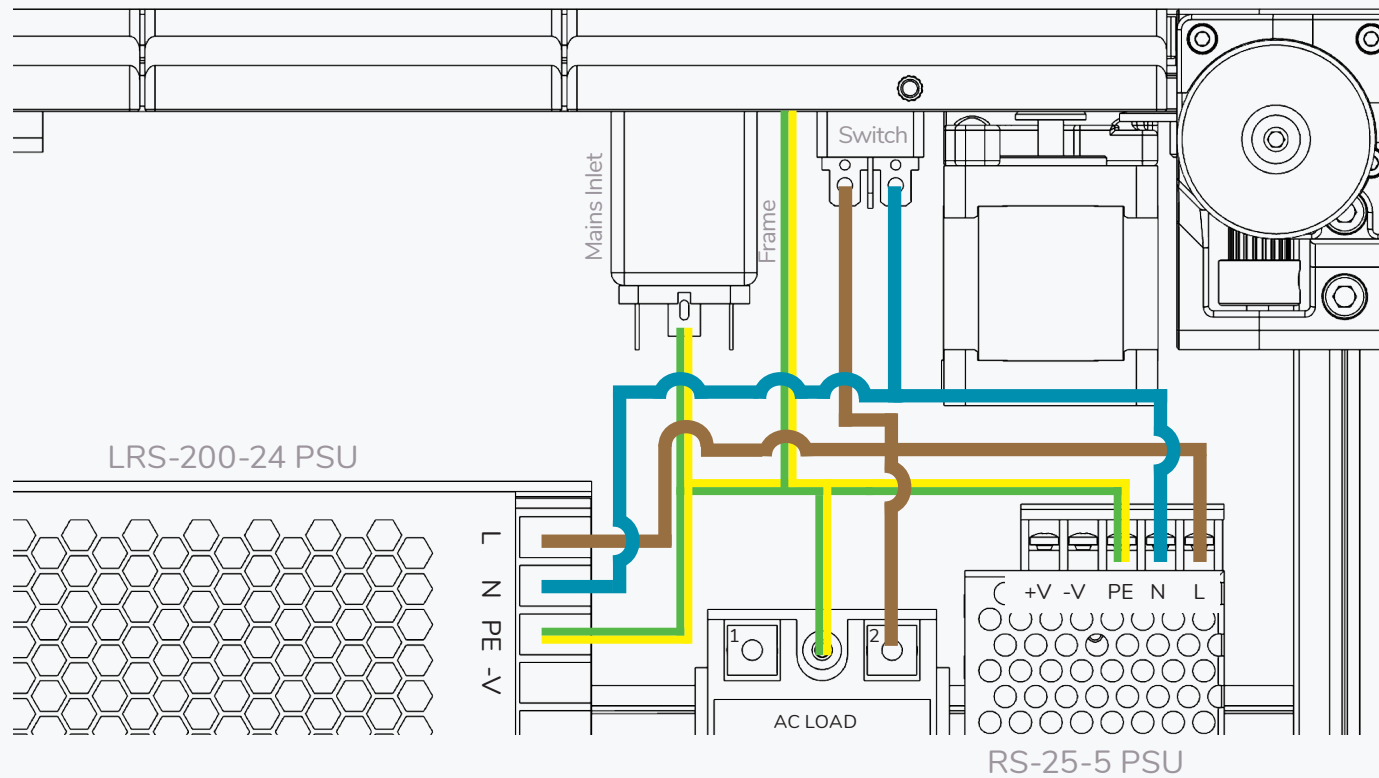 Switch
Mains Inlet
Frame
LRS-200-24 PSU
L
N
PE
-V
+V -V PE N L
1
2
AC LOAD
RS-25-5 PSU